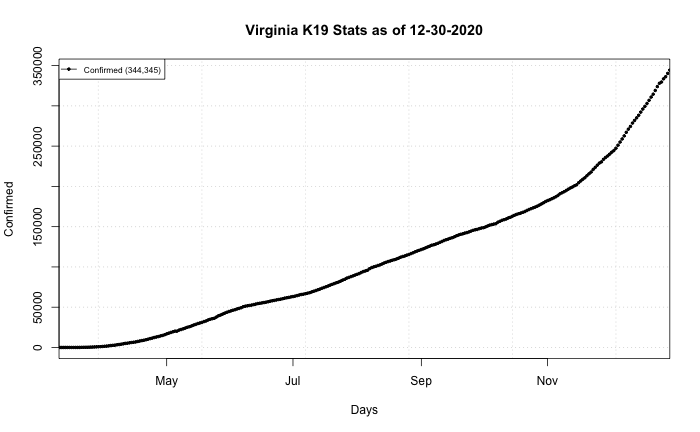 Virginia K19 Stats as of 12-30-2020
Confirmed (344,345)
350000
250000
150000
50000
0
Confirmed
May Jul Sep Nov
Days